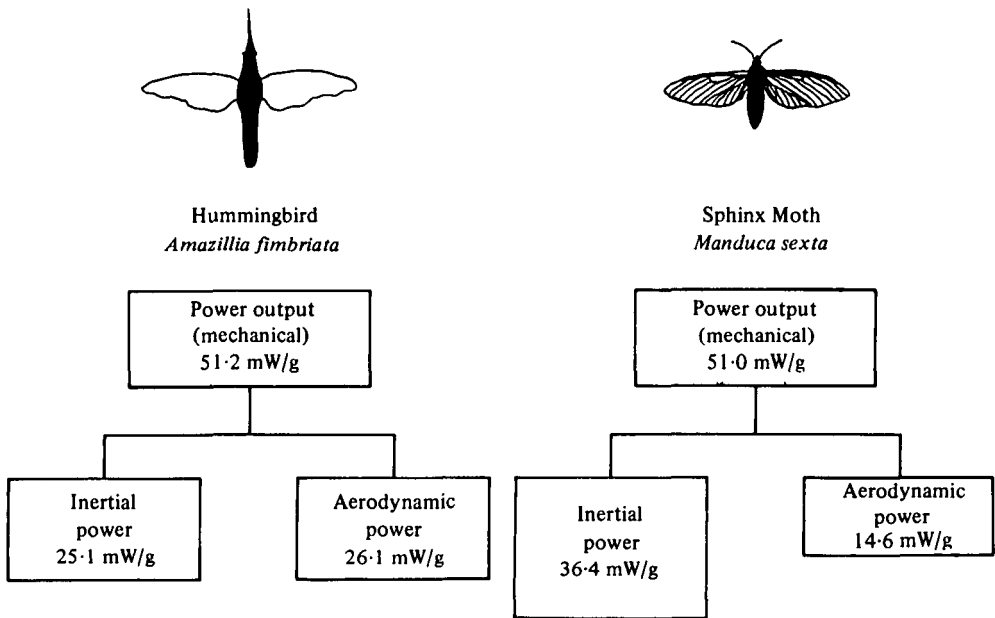 Hummingbird
Amazillia fimbriata
Power output
(mechanical)
51·2 mW/g
Inertial
power
25·1 mW/g
Aerodynamic
power
26·1 mW/g
Sphinx Moth
Manduca sexta
Power output
(mechanical)
51·0 mW/g
Inertial
power
36·4 mW/g
Aerodynamic
power
14·6 mW/g